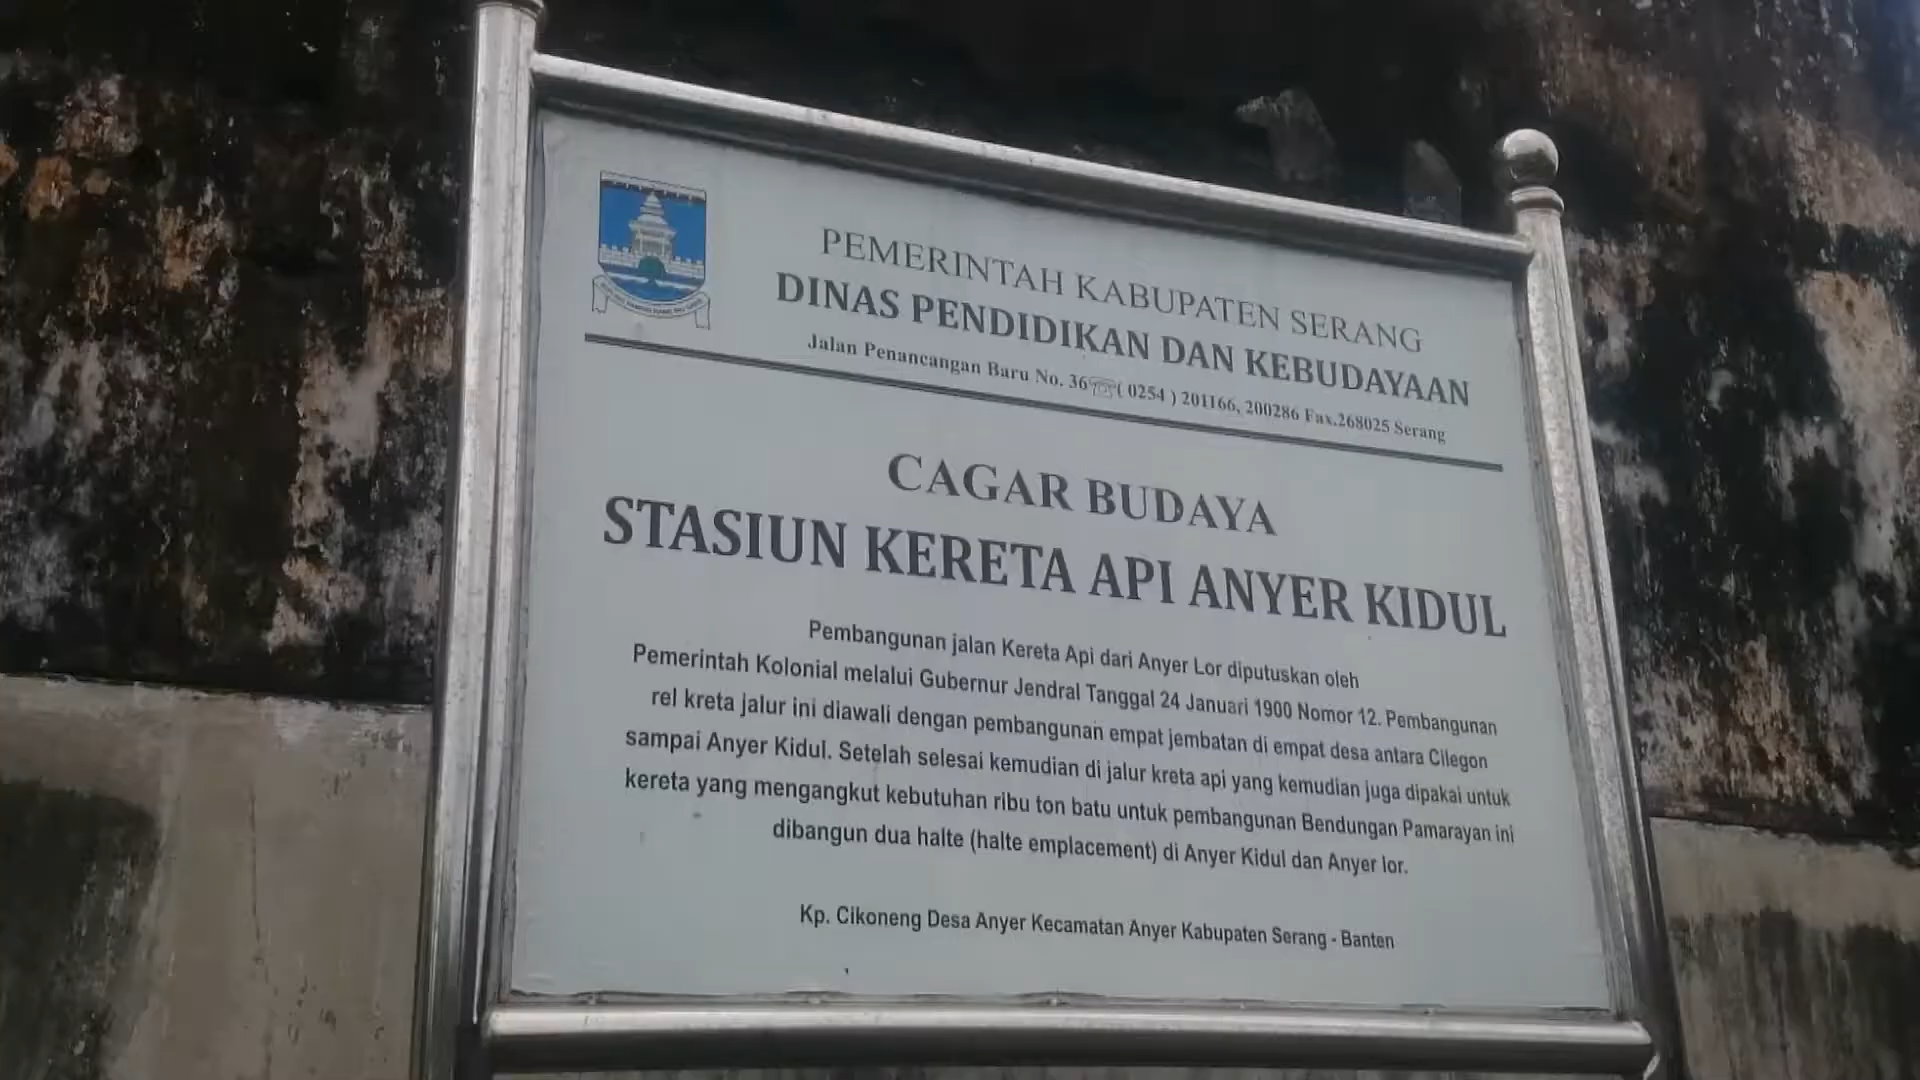 PEMERINTAH KABUPATEN SERANG
DINAS PENDIDIKAN DAN KEBUDAYAAN
Jalan Penancangan Baru No. 36☏( 0254 ) 201166, 200286 Fax.268025 Serang
CAGAR BUDAYA
STASIUN KERETA API ANYER KIDUL
Pembangunan jalan Kereta Api dari Anyer Lor diputuskan oleh
Pemerintah Kolonial melalui Gubernur Jendral Tanggal 24 Januari 1900 Nomor 12. Pembangunan
rel kreta jalur ini diawali dengan pembangunan empat jembatan di empat desa antara Cilegon
sampai Anyer Kidul. Setelah selesai kemudian di jalur kreta api yang kemudian juga dipakai untuk
kereta yang mengangkut kebutuhan ribu ton batu untuk pembangunan Bendungan Pamarayan ini
dibangun dua halte (halte emplacement) di Anyer Kidul dan Anyer lor.
Kp. Cikoneng Desa Anyer Kecamatan Anyer Kabupaten Serang - Banten